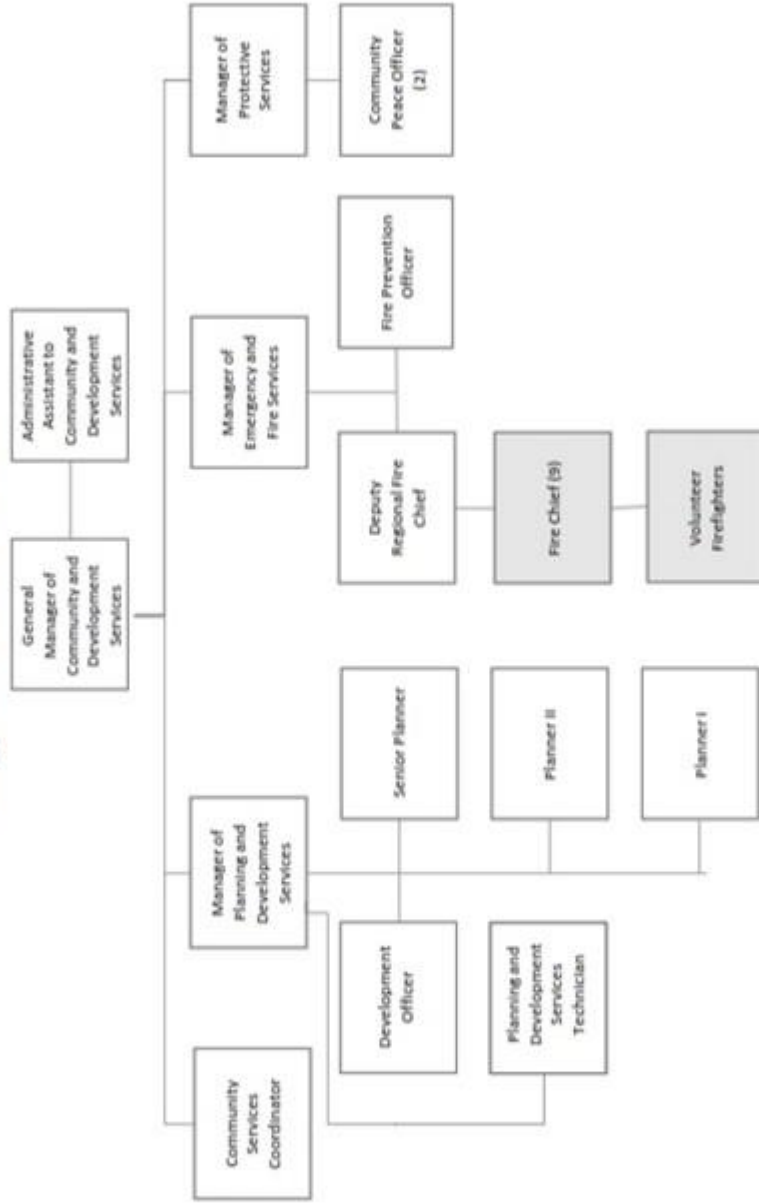 General
Manager of
Community and
Development
Services
Administrative
Assistant to
Community and
Development
Services
Community
Services
Coordinator
Manager of
Planning and
Development
Services
Manager of
Emergency and
Fire Services
Manager of
Protective
Services
Development
Officer
Senior Planner
Deputy
Regional Fire
Chief
Fire Prevention
Officer
Community
Peace Officer
(2)
Planning and
Development
Services
Technician
Planner II
Fire Chief (9)
Planner I
Volunteer
Firefighters